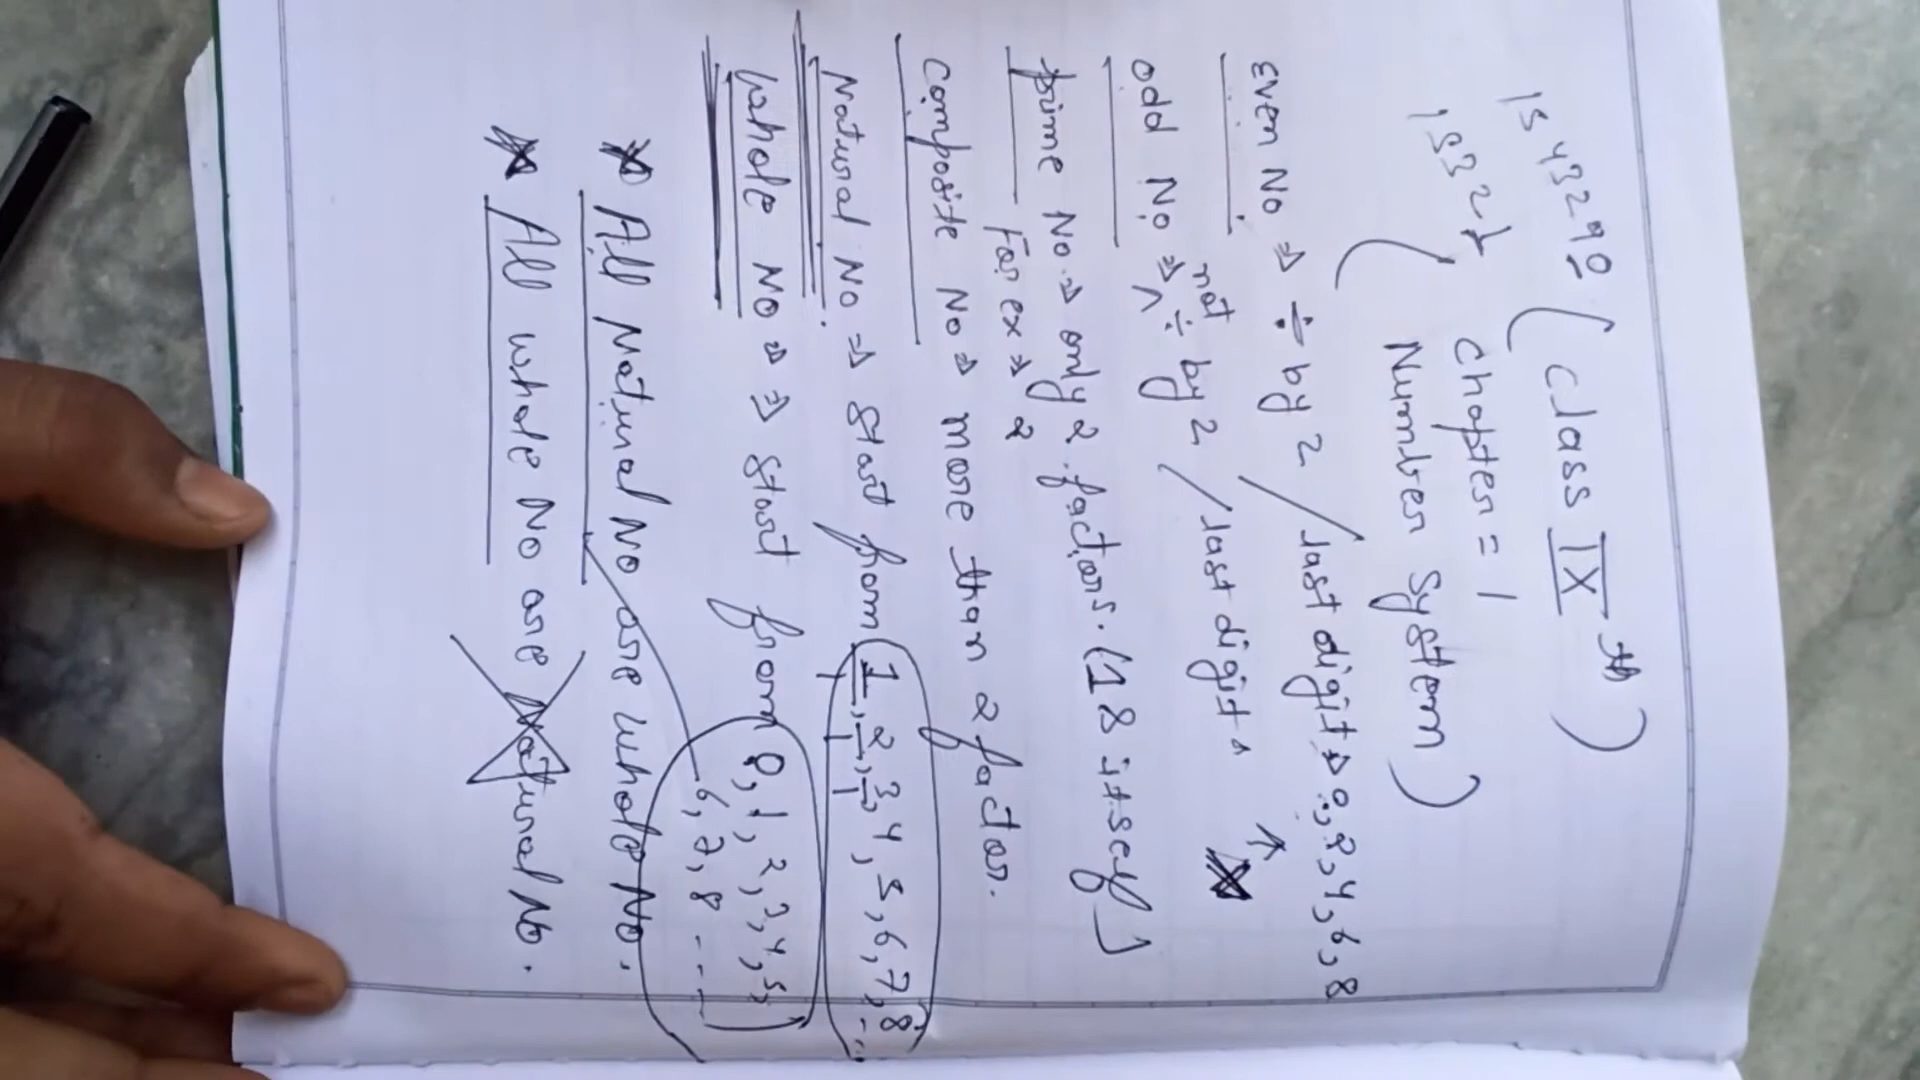 1543290 (Class IXth)
15321 Chapter = 1
(Number System)
Even No ⇒ ÷ by 2 / last digit → 0, 2, 4, 6, 8
odd No ⇒ not ÷ by 2 / last digit →
prime No ⇒ only 2 factors. (1 & itself)
For ex ⇒ 2
Composite No ⇒ more than 2 factor.
Natural No ⇒ start from 1, 2, 3, 4, 5, 6, 7, 8 ...
Whole No ⇒ ⇒ start from 0, 1, 2, 3, 4, 5,
6, 7, 8 - - -
All Natural No are whole No.
All whole No are Natural No.